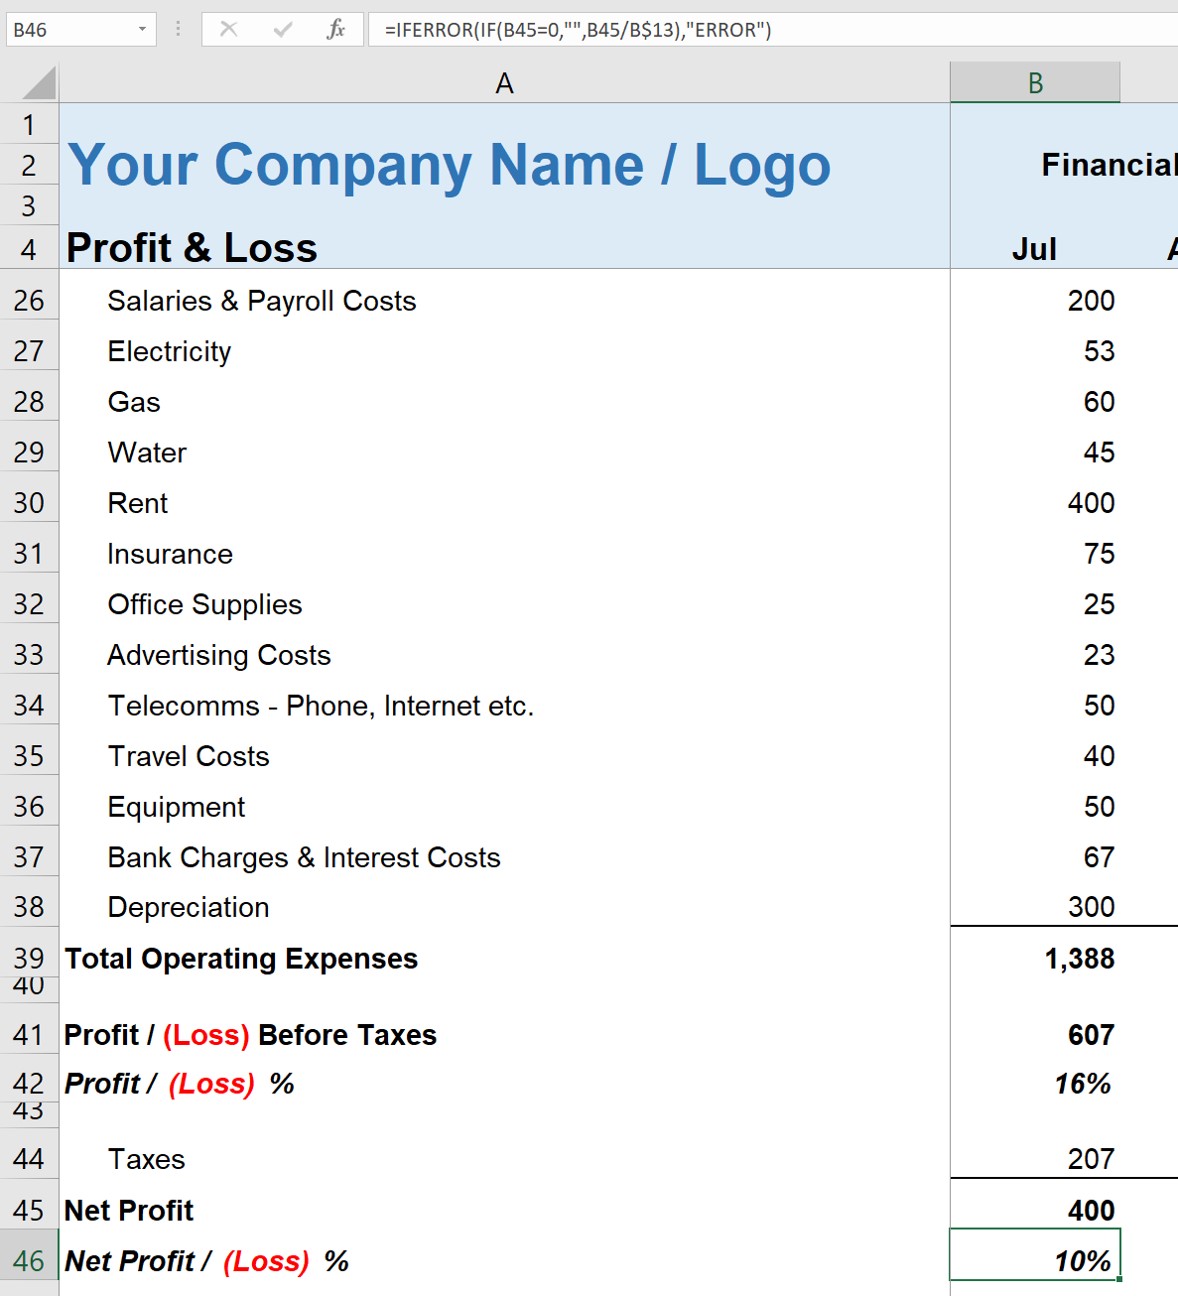 B46 fx =IFERROR(IF(B45=0,"",B45/B$13),"ERROR")
A B
1
2 Your Company Name / Logo Financial
3
4 Profit & Loss Jul A
26 Salaries & Payroll Costs 200
27 Electricity 53
28 Gas 60
29 Water 45
30 Rent 400
31 Insurance 75
32 Office Supplies 25
33 Advertising Costs 23
34 Telecomms - Phone, Internet etc. 50
35 Travel Costs 40
36 Equipment 50
37 Bank Charges & Interest Costs 67
38 Depreciation 300
39 Total Operating Expenses 1,388
40
41 Profit / (Loss) Before Taxes 607
42 Profit / (Loss) % 16%
43
44 Taxes 207
45 Net Profit 400
46 Net Profit / (Loss) % 10%